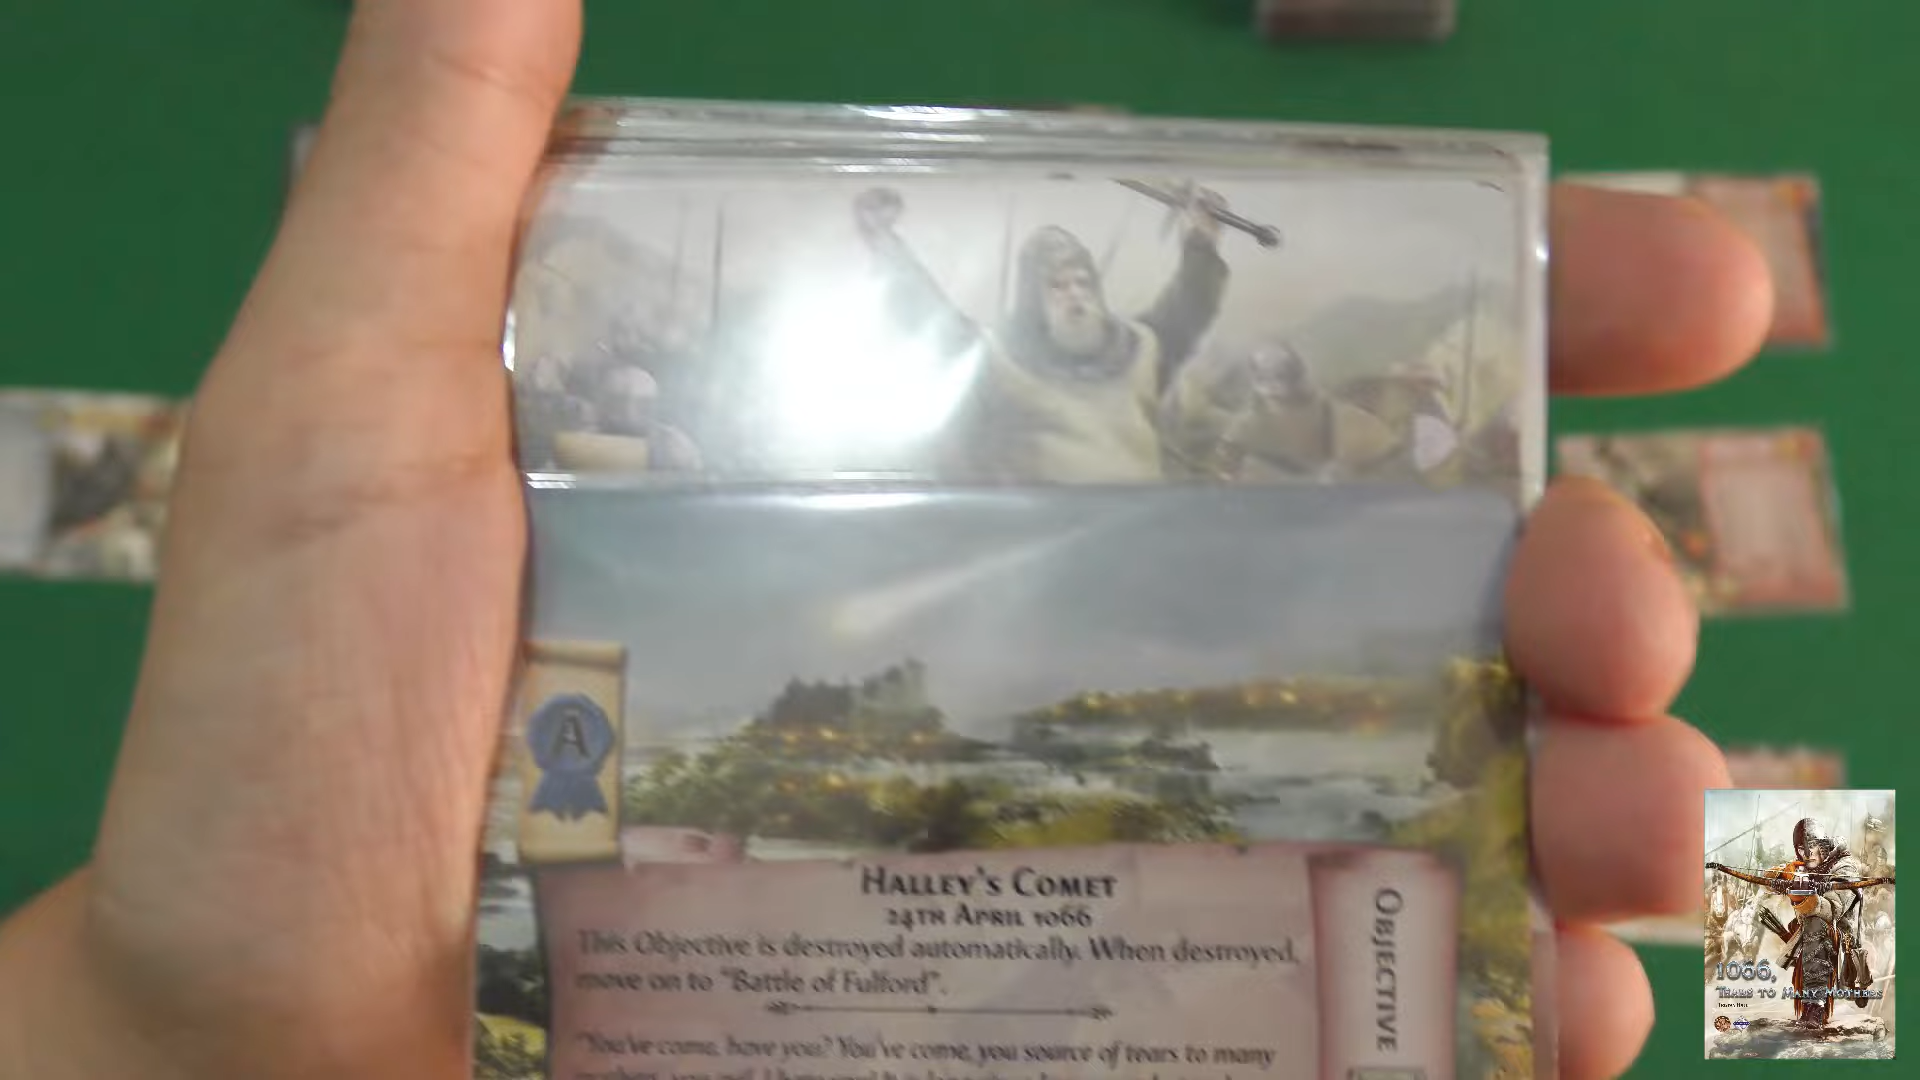 A
HALLEY'S COMET
24TH APRIL 1066
This Objective is destroyed automatically. When destroyed,
move on to "Battle of Fulford".
"You've come, have you? You've come, you source of tears to many
OBJECTIVE
1066,
TEARS TO MANY MOTHERS